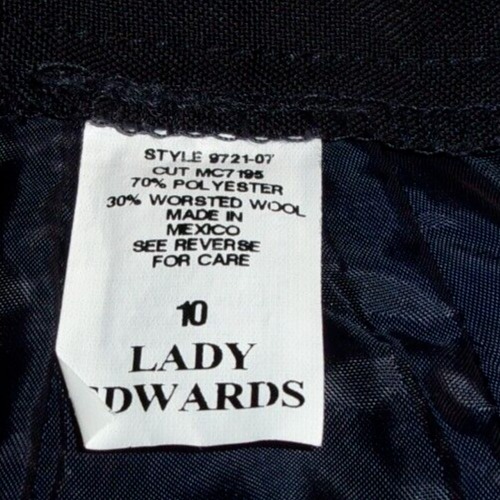 STYLE 9721-07
CUT MC7195
70% POLYESTER
30% WORSTED WOOL
MADE IN
MEXICO
SEE REVERSE
FOR CARE
10
LADY
EDWARDS